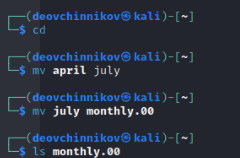 (deovchinnikov㉿kali)-[~]
$ cd
(deovchinnikov㉿kali)-[~]
$ mv april july
(deovchinnikov㉿kali)-[~]
$ mv july monthly.00
(deovchinnikov㉿kali)-[~]
$ ls monthly.00